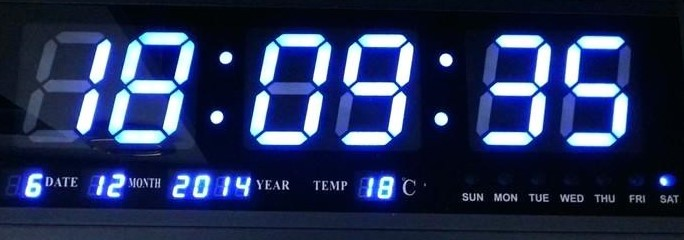 18:09:35
6 DATE 12 MONTH 2014 YEAR TEMP 18 °C
SUN MON TUE WED THU FRI SAT